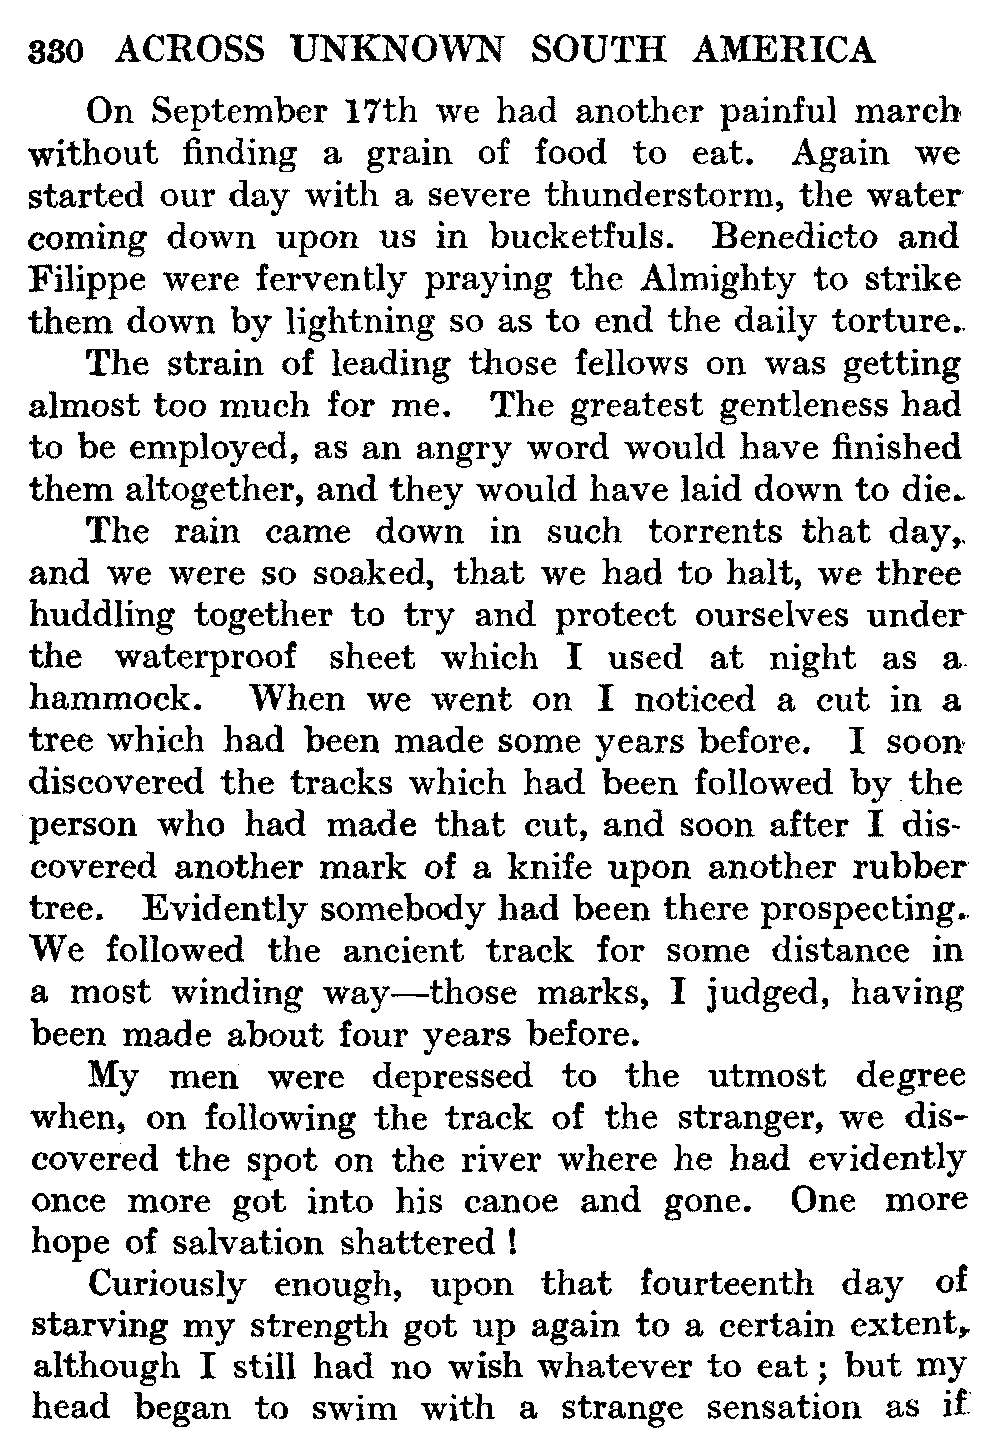 330 ACROSS UNKNOWN SOUTH AMERICA
On September 17th we had another painful march
without finding a grain of food to eat. Again we
started our day with a severe thunderstorm, the water
coming down upon us in bucketfuls. Benedicto and
Filippe were fervently praying the Almighty to strike
them down by lightning so as to end the daily torture.
The strain of leading those fellows on was getting
almost too much for me. The greatest gentleness had
to be employed, as an angry word would have finished
them altogether, and they would have laid down to die.
The rain came down in such torrents that day,
and we were so soaked, that we had to halt, we three
huddling together to try and protect ourselves under
the waterproof sheet which I used at night as a
hammock. When we went on I noticed a cut in a
tree which had been made some years before. I soon
discovered the tracks which had been followed by the
person who had made that cut, and soon after I dis-
covered another mark of a knife upon another rubber
tree. Evidently somebody had been there prospecting.
We followed the ancient track for some distance in
a most winding way—those marks, I judged, having
been made about four years before.
My men were depressed to the utmost degree
when, on following the track of the stranger, we dis-
covered the spot on the river where he had evidently
once more got into his canoe and gone. One more
hope of salvation shattered !
Curiously enough, upon that fourteenth day of
starving my strength got up again to a certain extent,
although I still had no wish whatever to eat ; but my
head began to swim with a strange sensation as if